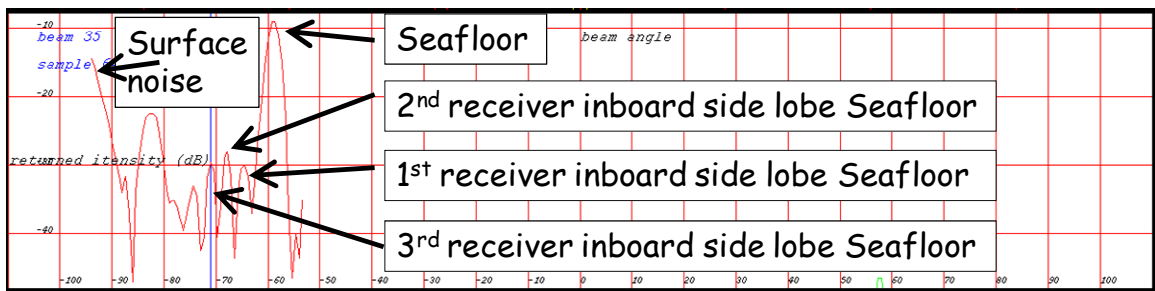 -10
beam 35
sample 6
Surface
noise
Seafloor
beam angle
-20
2nd receiver inboard side lobe Seafloor
returned itensity (dB)
1st receiver inboard side lobe Seafloor
-40
3rd receiver inboard side lobe Seafloor
-100 -90 -80 -70 -60 -50 -40 -30 -20 -10 0 10 20 30 40 50 60 70 80 90 100